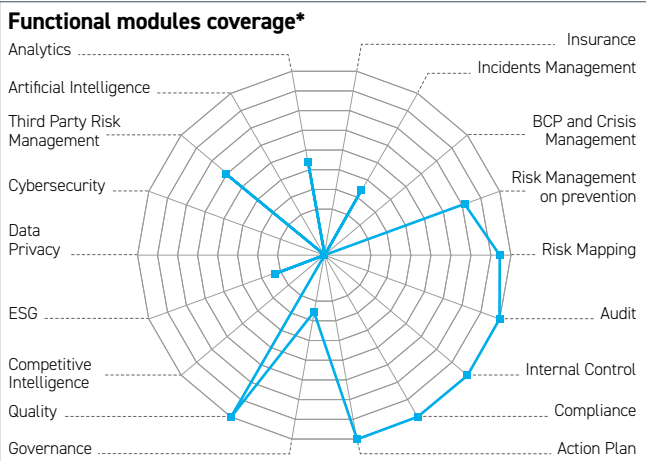 Functional modules coverage*
Analytics
Artificial Intelligence
Third Party Risk
Management
Cybersecurity
Data
Privacy
ESG
Competitive
Intelligence
Quality
Governance
Insurance
Incidents Management
BCP and Crisis
Management
Risk Management
on prevention
Risk Mapping
Audit
Internal Control
Compliance
Action Plan